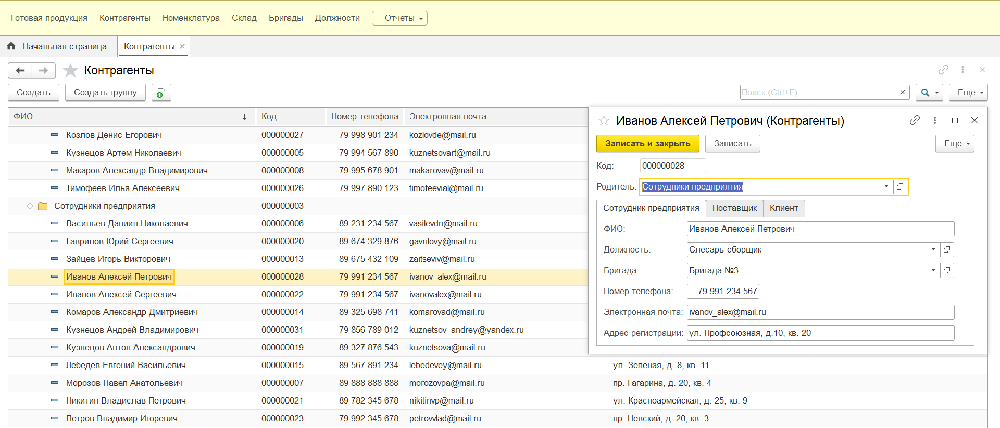 Готовая продукция Контрагенты Номенклатура Склад Бригады Должности Отчеты
Начальная страница Контрагенты
Контрагенты
Создать Создать группу Поиск (Ctrl+F) Еще
ФИО Код Номер телефона Электронная почта
Козлов Денис Егорович 000000027 79 998 901 234 kozlovde@mail.ru
Кузнецов Артем Николаевич 000000005 79 994 567 890 kuznetsovart@mail.ru
Макаров Александр Владимирович 000000008 79 995 678 901 makarovav@mail.ru
Тимофеев Илья Алексеевич 000000026 79 997 890 123 timofeevial@mail.ru
Сотрудники предприятия 000000003
Васильев Даниил Николаевич 000000006 89 231 234 567 vasilevdn@mail.ru
Гаврилов Юрий Сергеевич 000000020 89 674 329 876 gavrilovy@mail.ru
Зайцев Игорь Викторович 000000013 89 675 432 109 zaitseviv@mail.ru
Иванов Алексей Петрович 000000028 79 991 234 567 ivanov_alex@mail.ru
Иванов Алексей Сергеевич 000000022 79 991 234 567 ivanovalex@mail.ru
Комаров Александр Дмитриевич 000000014 89 325 698 741 komarovad@mail.ru
Кузнецов Андрей Владимирович 000000031 79 856 789 012 kuznetsov_andrey@yandex.ru
Кузнецов Антон Александрович 000000019 89 327 876 543 kuznetsova@mail.ru
Лебедев Евгений Васильевич 000000015 89 567 891 234 lebedevey@mail.ru ул. Зеленая, д. 8, кв. 11
Морозов Павел Анатольевич 000000007 89 888 888 888 morozovpa@mail.ru пр. Гагарина, д. 20, кв. 4
Никитин Владислав Петрович 000000021 89 782 345 678 nikitinvp@mail.ru ул. Красноармейская, д. 25, кв. 9
Петров Владимир Игоревич 000000023 79 992 345 678 petrovvlad@mail.ru пр. Невский, д. 20, кв. 3
Иванов Алексей Петрович (Контрагенты)
Записать и закрыть Записать Еще
Код: 000000028
Родитель: Сотрудники предприятия
Сотрудник предприятия Поставщик Клиент
ФИО: Иванов Алексей Петрович
Должность: Слесарь-сборщик
Бригада: Бригада №3
Номер телефона: 79 991 234 567
Электронная почта: ivanov_alex@mail.ru
Адрес регистрации: ул. Профсоюзная, д.10, кв. 20